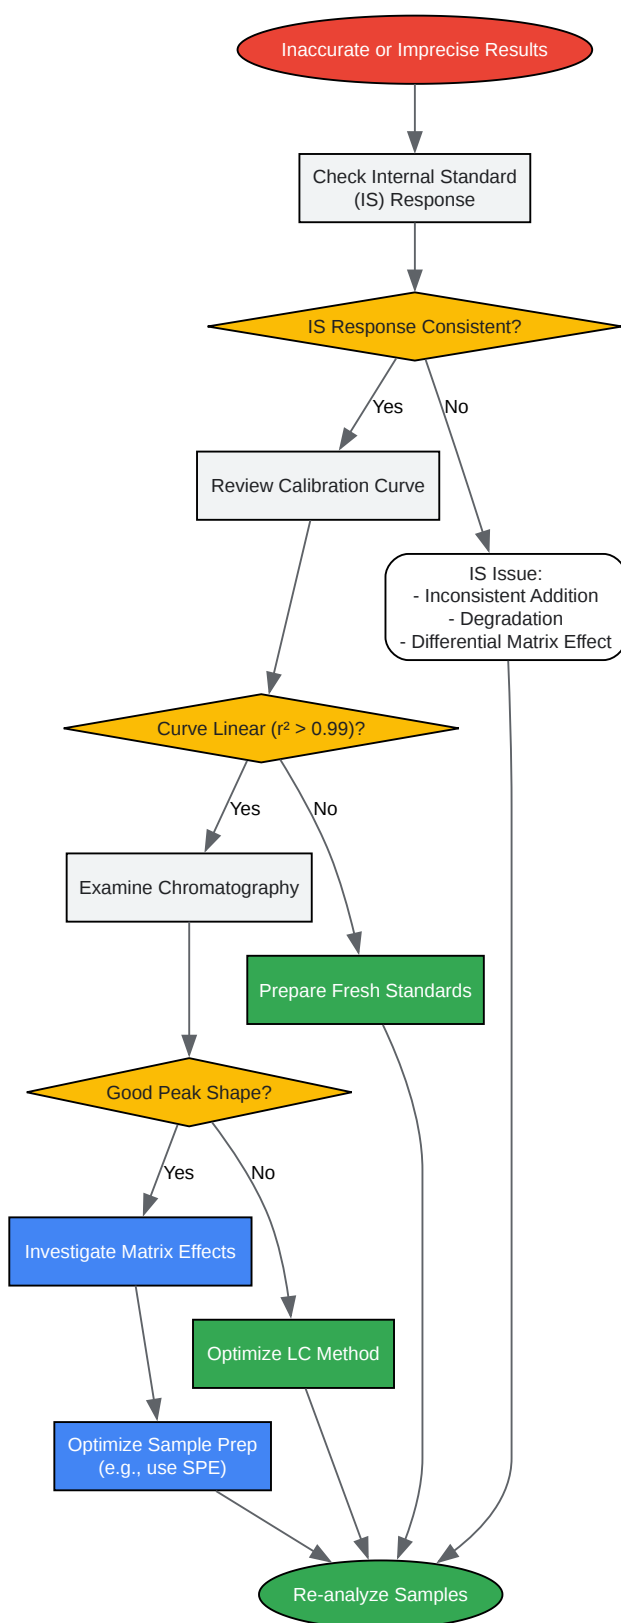 Inaccurate or Imprecise Results
Check Internal Standard
(IS) Response
IS Response Consistent?
Yes
No
Review Calibration Curve
IS Issue:
- Inconsistent Addition
- Degradation
- Differential Matrix Effect
Curve Linear (r² > 0.99)?
Yes
No
Examine Chromatography
Prepare Fresh Standards
Good Peak Shape?
Yes
No
Investigate Matrix Effects
Optimize LC Method
Optimize Sample Prep
(e.g., use SPE)
Re-analyze Samples